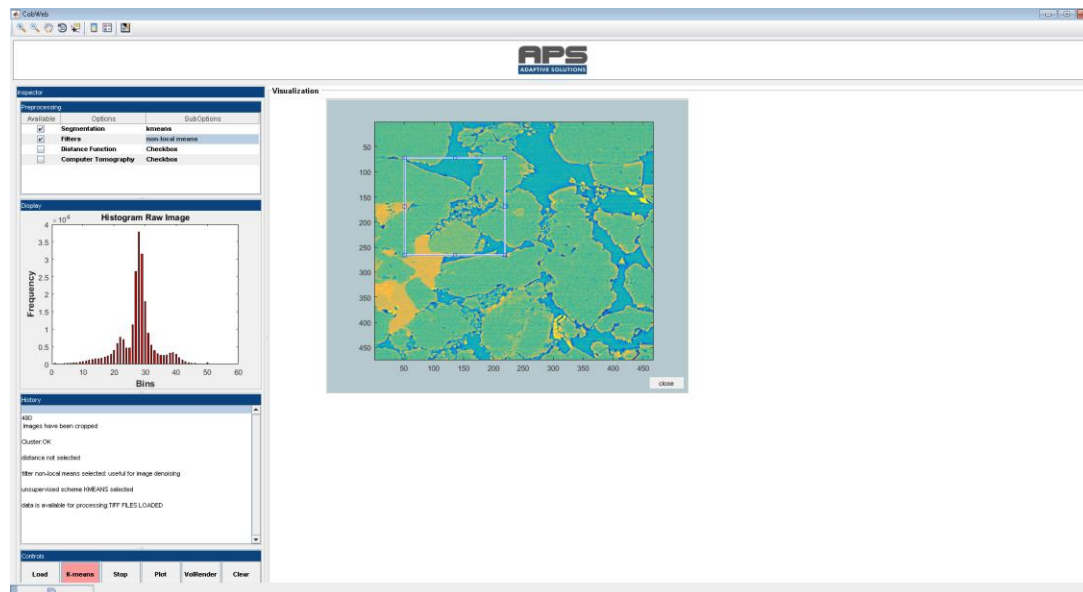 CobWeb
APS
ADAPTIVE SOLUTIONS
Inspector
Preprocessing
Available Options SubOptions
Segmentation kmeans
Filters non-local means
Distance Function Checkbox
Computer Tomography Checkbox
Display
Histogram Raw Image
×10⁴
4
3.5
3
2.5
2
1.5
1
0.5
0
Frequency
0 10 20 30 40 50 60
Bins
History
480
Images have been cropped
Cluster:OK
distance not selected
filter non-local means selected: useful for image denoising
unsupervised scheme KMEANS selected
data is available for processing:TIFF FILES LOADED
Controls
Load K-means Stop Plot VolRender Clear
Visualization
50
100
150
200
250
300
350
400
450
50 100 150 200 250 300 350 400 450
close